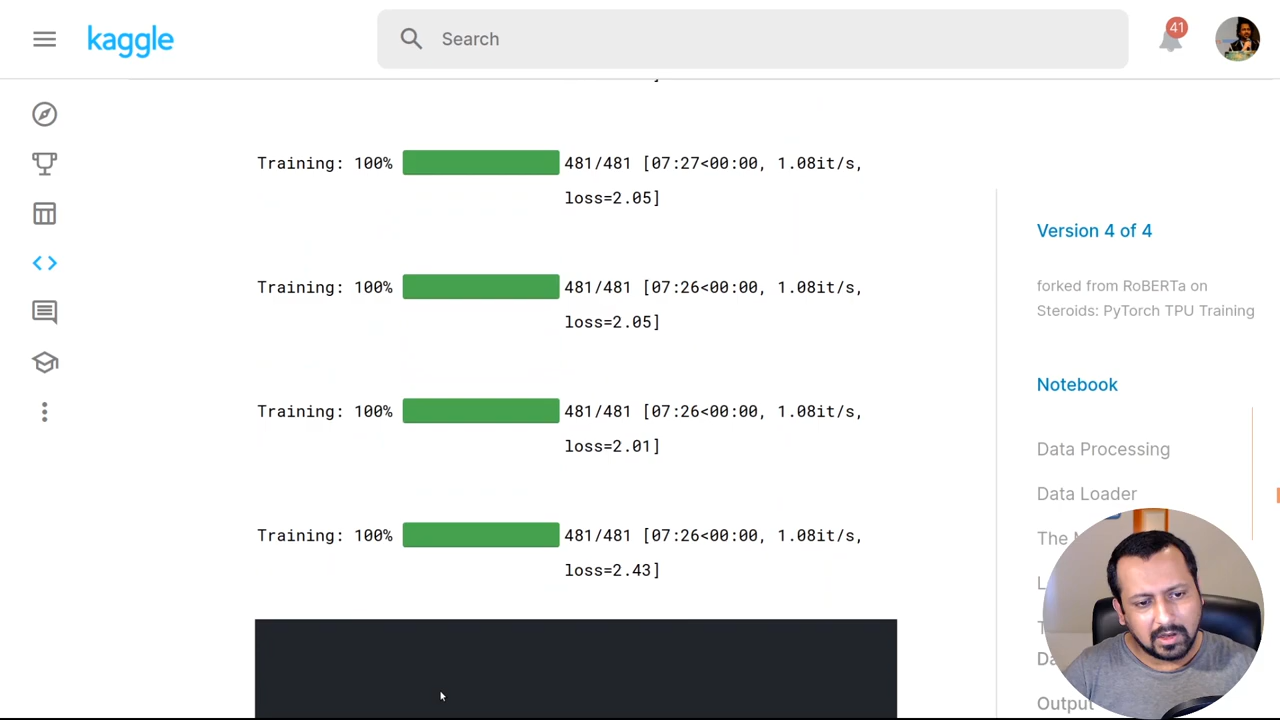 kaggle
Search
41
]
Training: 100%
481/481 [07:27<00:00, 1.08it/s,
loss=2.05]
Training: 100%
481/481 [07:26<00:00, 1.08it/s,
loss=2.05]
Training: 100%
481/481 [07:26<00:00, 1.08it/s,
loss=2.01]
Training: 100%
481/481 [07:26<00:00, 1.08it/s,
loss=2.43]
Version 4 of 4
forked from RoBERTa on
Steroids: PyTorch TPU Training
Notebook
Data Processing
Data Loader
The
Output